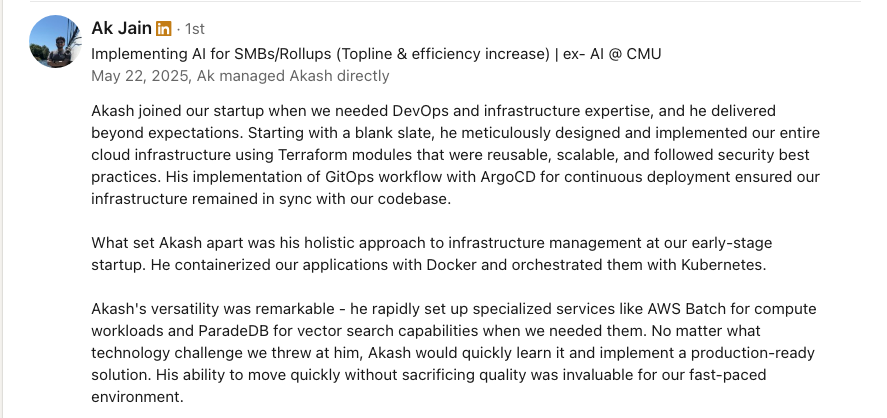 Ak Jain in · 1st
Implementing AI for SMBs/Rollups (Topline & efficiency increase) | ex- AI @ CMU
May 22, 2025, Ak managed Akash directly
Akash joined our startup when we needed DevOps and infrastructure expertise, and he delivered
beyond expectations. Starting with a blank slate, he meticulously designed and implemented our entire
cloud infrastructure using Terraform modules that were reusable, scalable, and followed security best
practices. His implementation of GitOps workflow with ArgoCD for continuous deployment ensured our
infrastructure remained in sync with our codebase.
What set Akash apart was his holistic approach to infrastructure management at our early-stage
startup. He containerized our applications with Docker and orchestrated them with Kubernetes.
Akash's versatility was remarkable - he rapidly set up specialized services like AWS Batch for compute
workloads and ParadeDB for vector search capabilities when we needed them. No matter what
technology challenge we threw at him, Akash would quickly learn it and implement a production-ready
solution. His ability to move quickly without sacrificing quality was invaluable for our fast-paced
environment.